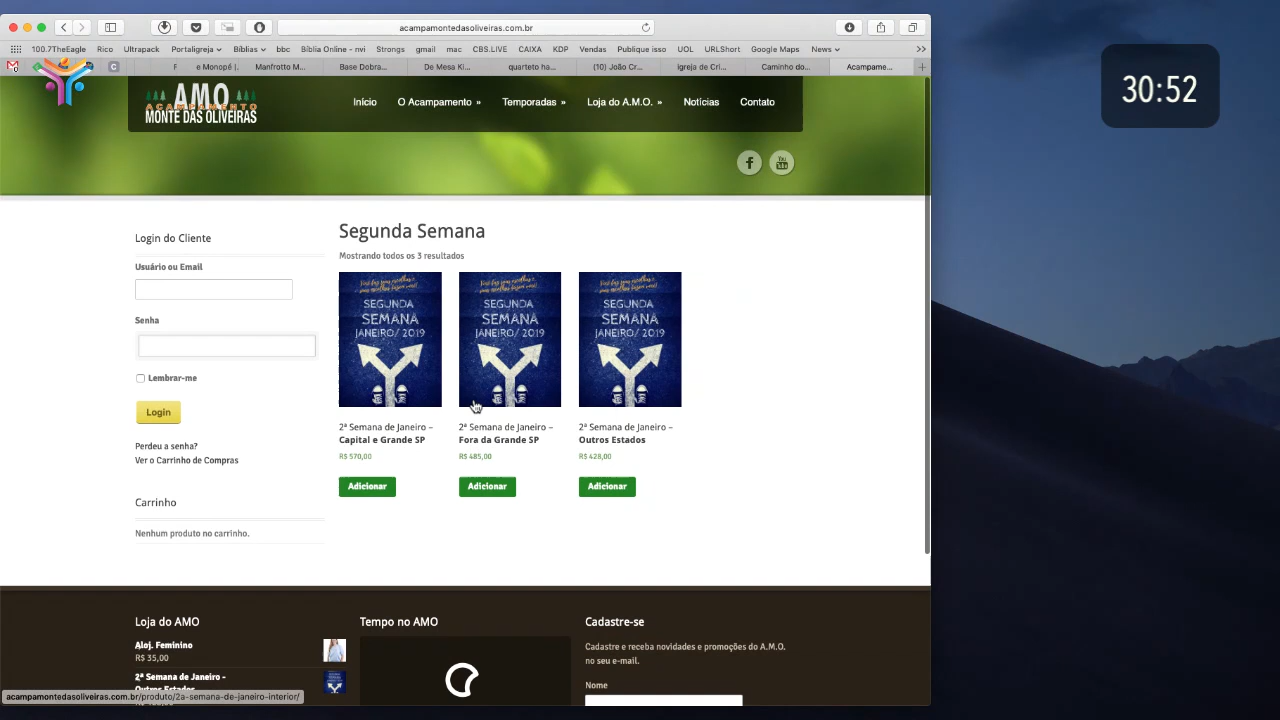 acampamontedasoliveiras.com.br
100.7TheEagle Rico Ultrapack Portaligreja Bíblias bbc Bíblia Online - nvi Strongs gmail mac CBS.LIVE CAIXA KDP Vendas Publique isso UOL URLShort Google Maps News
e Monopé |. Manfrotto M... Base Dobra... De Mesa Ki... quarteto ha... (10) João Cr... Igreja de Cri... Caminho do... Acampame...
30:52
AMO
ACAMPAMENTO
MONTE DAS OLIVEIRAS
Início O Acampamento » Temporadas » Loja do A.M.O. » Notícias Contato
f You Tube
Login do Cliente
Usuário ou Email
Senha
Lembrar-me
Login
Perdeu a senha?
Ver o Carrinho de Compras
Carrinho
Nenhum produto no carrinho.
Segunda Semana
Mostrando todos os 3 resultados
SEGUNDA
SEMANA
JANEIRO/ 2019
2ª Semana de Janeiro –
Capital e Grande SP
R$ 570,00
Adicionar
SEGUNDA
SEMANA
JANEIRO/ 2019
2ª Semana de Janeiro –
Fora da Grande SP
R$ 485,00
Adicionar
SEGUNDA
SEMANA
JANEIRO/ 2019
2ª Semana de Janeiro –
Outros Estados
R$ 428,00
Adicionar
Loja do AMO
Aloj. Feminino
R$ 35,00
2ª Semana de Janeiro -
Outros Estados
Tempo no AMO
Cadastre-se
Cadastre e receba novidades e promoções do A.M.O.
no seu e-mail.
Nome
acampamontedasoliveiras.com.br/produto/2a-semana-de-janeiro-interior/